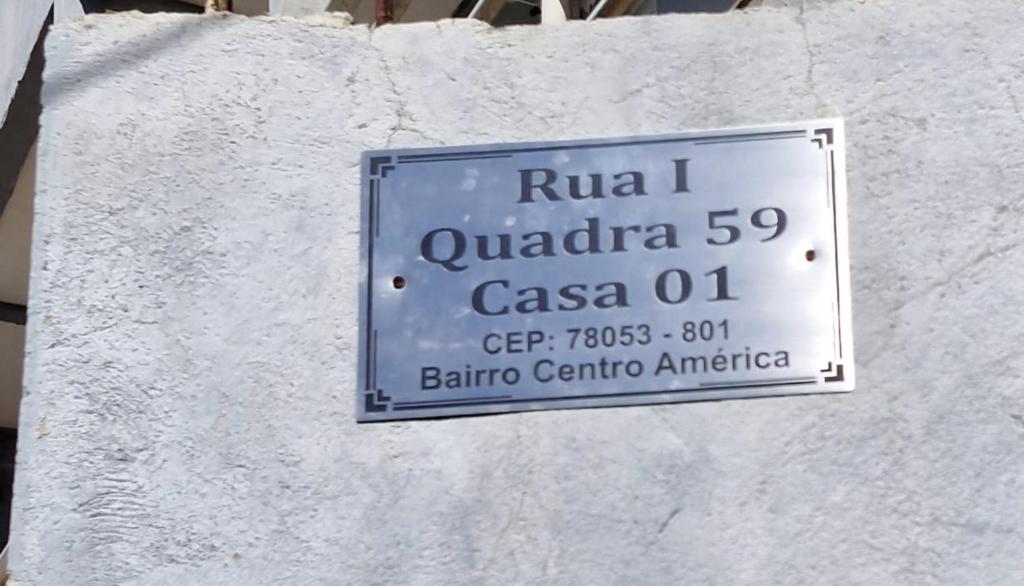 Rua I
Quadra 59
Casa 01
CEP: 78053 - 801
Bairro Centro América